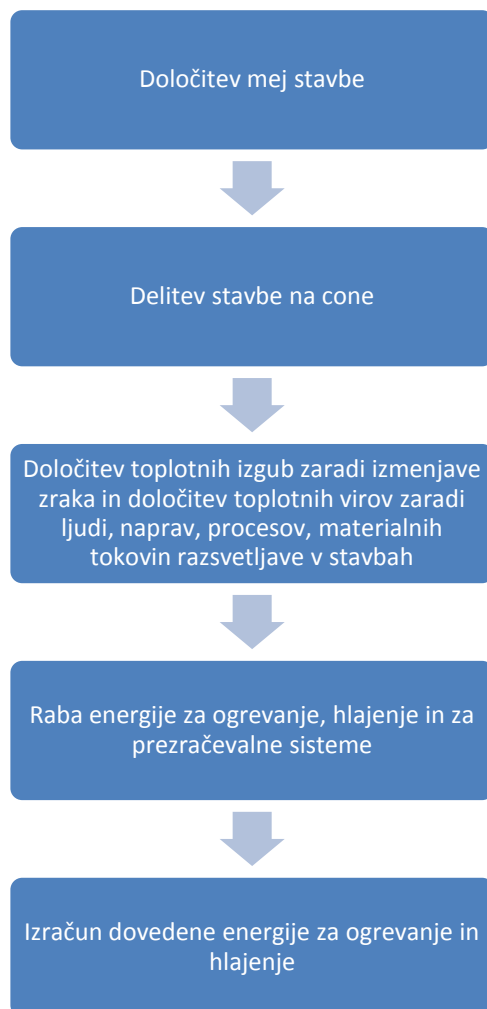 Določitev mej stavbe
Delitev stavbe na cone
Določitev toplotnih izgub zaradi izmenjave
zraka in določitev toplotnih virov zaradi
ljudi, naprav, procesov, materialnih
tokovin razsvetljave v stavbah
Raba energije za ogrevanje, hlajenje in za
prezračevalne sisteme
Izračun dovedene energije za ogrevanje in
hlajenje